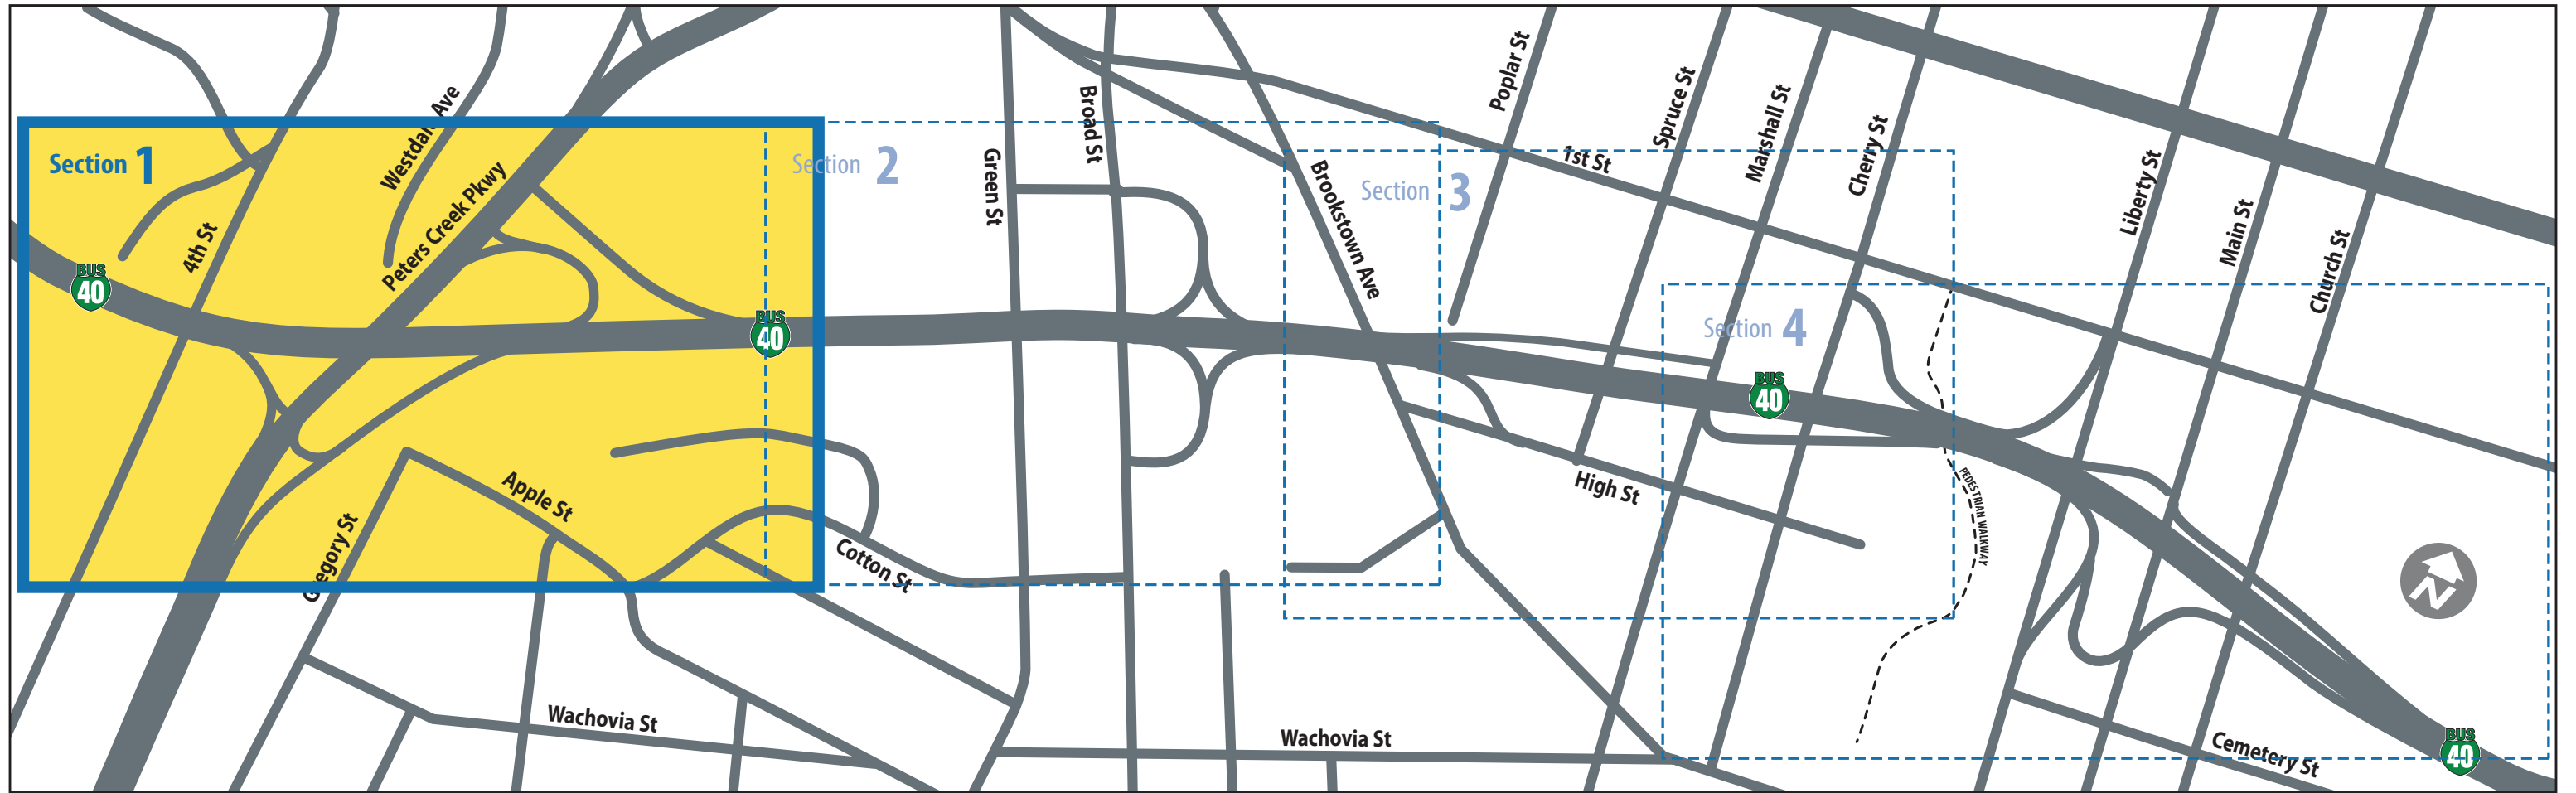 Section 1
4th St
Westdale Ave
Peters Creek Pkwy
BUS
40
BUS
40
Gregory St
Apple St
Section 2
Green St
Broad St
Cotton St
Wachovia St
Brookstown Ave
Section 3
Poplar St
1st St
Spruce St
Marshall St
Cherry St
High St
Wachovia St
Section 4
BUS
40
PEDESTRIAN WALKWAY
Liberty St
Main St
Church St
N
Cemetery St
BUS
40